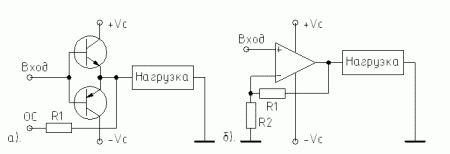 +Vc
Вход
Нагрузка
ОС
R1
а).
-Vc
+Vc
Вход
+
−
Нагрузка
R1
R2
б).
-Vc